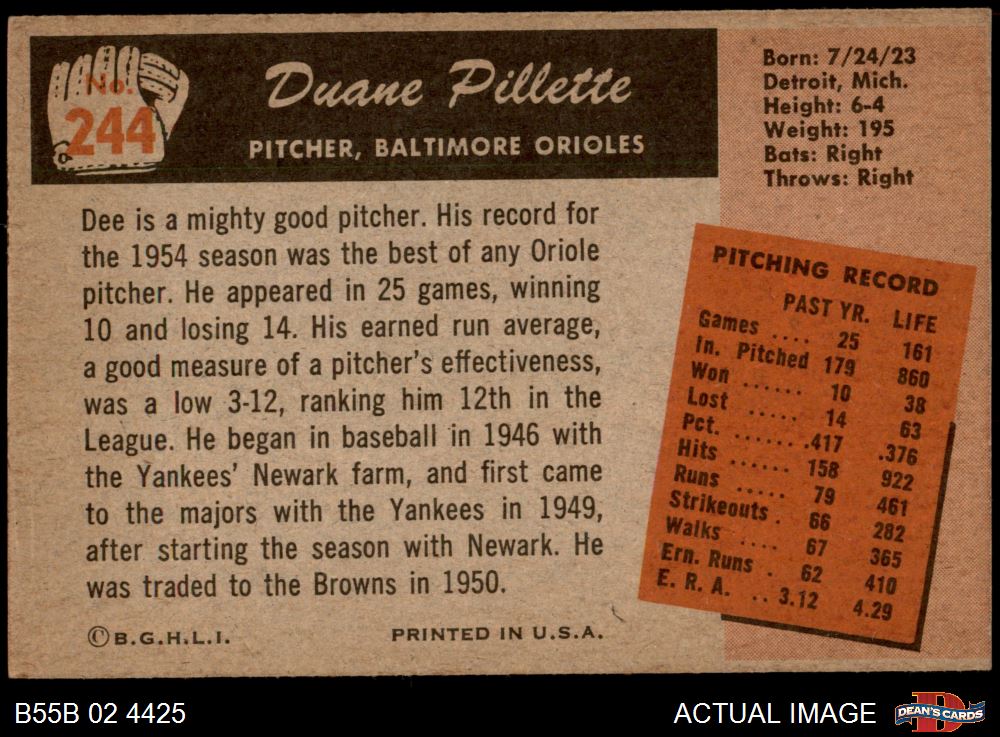 No.
244
Duane Pillette
PITCHER, BALTIMORE ORIOLES
Born: 7/24/23
Detroit, Mich.
Height: 6-4
Weight: 195
Bats: Right
Throws: Right
Dee is a mighty good pitcher. His record for
the 1954 season was the best of any Oriole
pitcher. He appeared in 25 games, winning
10 and losing 14. His earned run average,
a good measure of a pitcher's effectiveness,
was a low 3-12, ranking him 12th in the
League. He began in baseball in 1946 with
the Yankees' Newark farm, and first came
to the majors with the Yankees in 1949,
after starting the season with Newark. He
was traded to the Browns in 1950.
PITCHING RECORD
PAST YR. LIFE
Games .... 25 161
In. Pitched 179 860
Won ...... 10 38
Lost ..... 14 63
Pct. ....... .417 .376
Hits ...... 158 922
Runs ..... 79 461
Strikeouts . 66 282
Walks .... 67 365
Ern. Runs . 62 410
E. R. A. .. 3.12 4.29
©B.G.H.L.I. PRINTED IN U.S.A.
B55B 02 4425 ACTUAL IMAGE DEAN'S CARDS